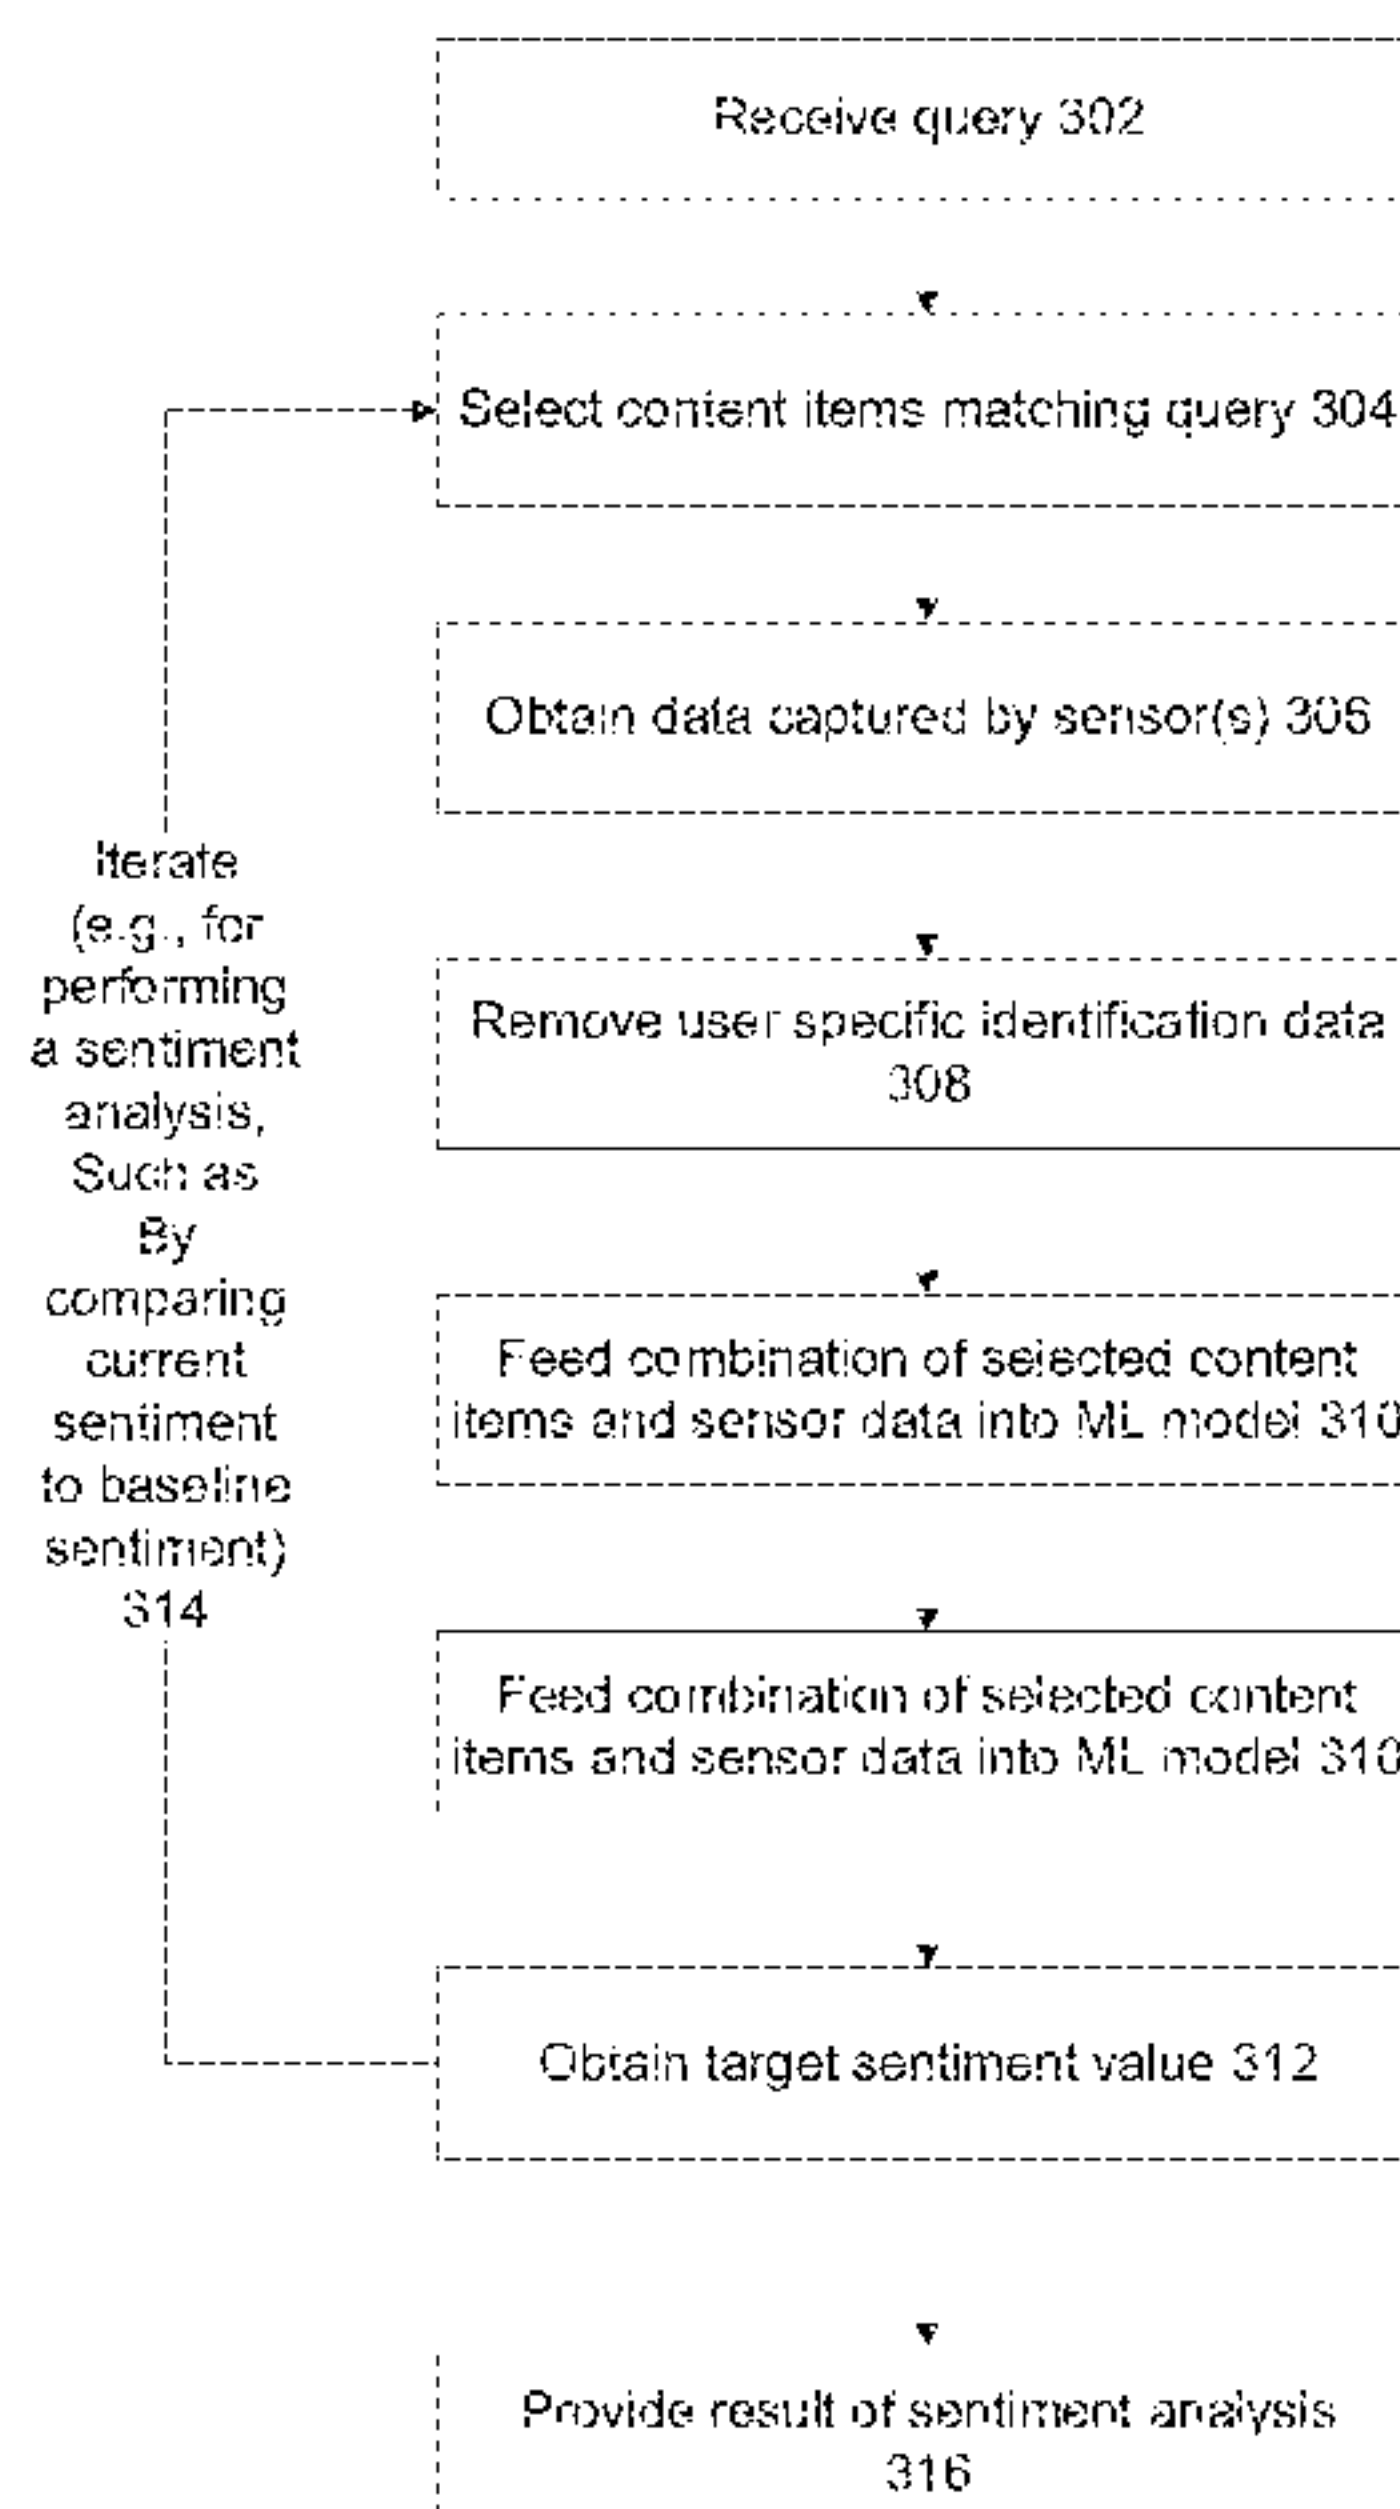 Receive query 302
Select content items matching query 304
Obtain data captured by sensor(s) 306
Remove user specific identification data
308
Feed combination of selected content
items and sensor data into ML model 310
Feed combination of selected content
items and sensor data into ML model 310
Obtain target sentiment value 312
Iterate
(e.g., for
performing
a sentiment
analysis,
Such as
By
comparing
current
sentiment
to baseline
sentiment)
314
Provide result of sentiment analysis
316